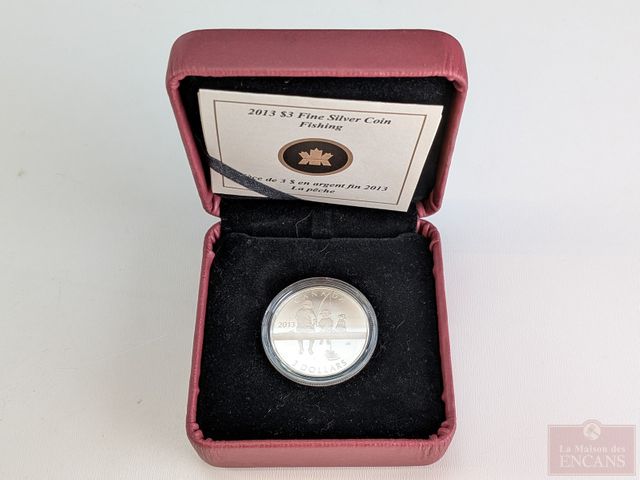 2013 $3 Fine Silver Coin
Fishing
de 3 $ en argent fin 2013
La pêche
CANADA
2013
3 DOLLARS
La Maison des
ENCANS